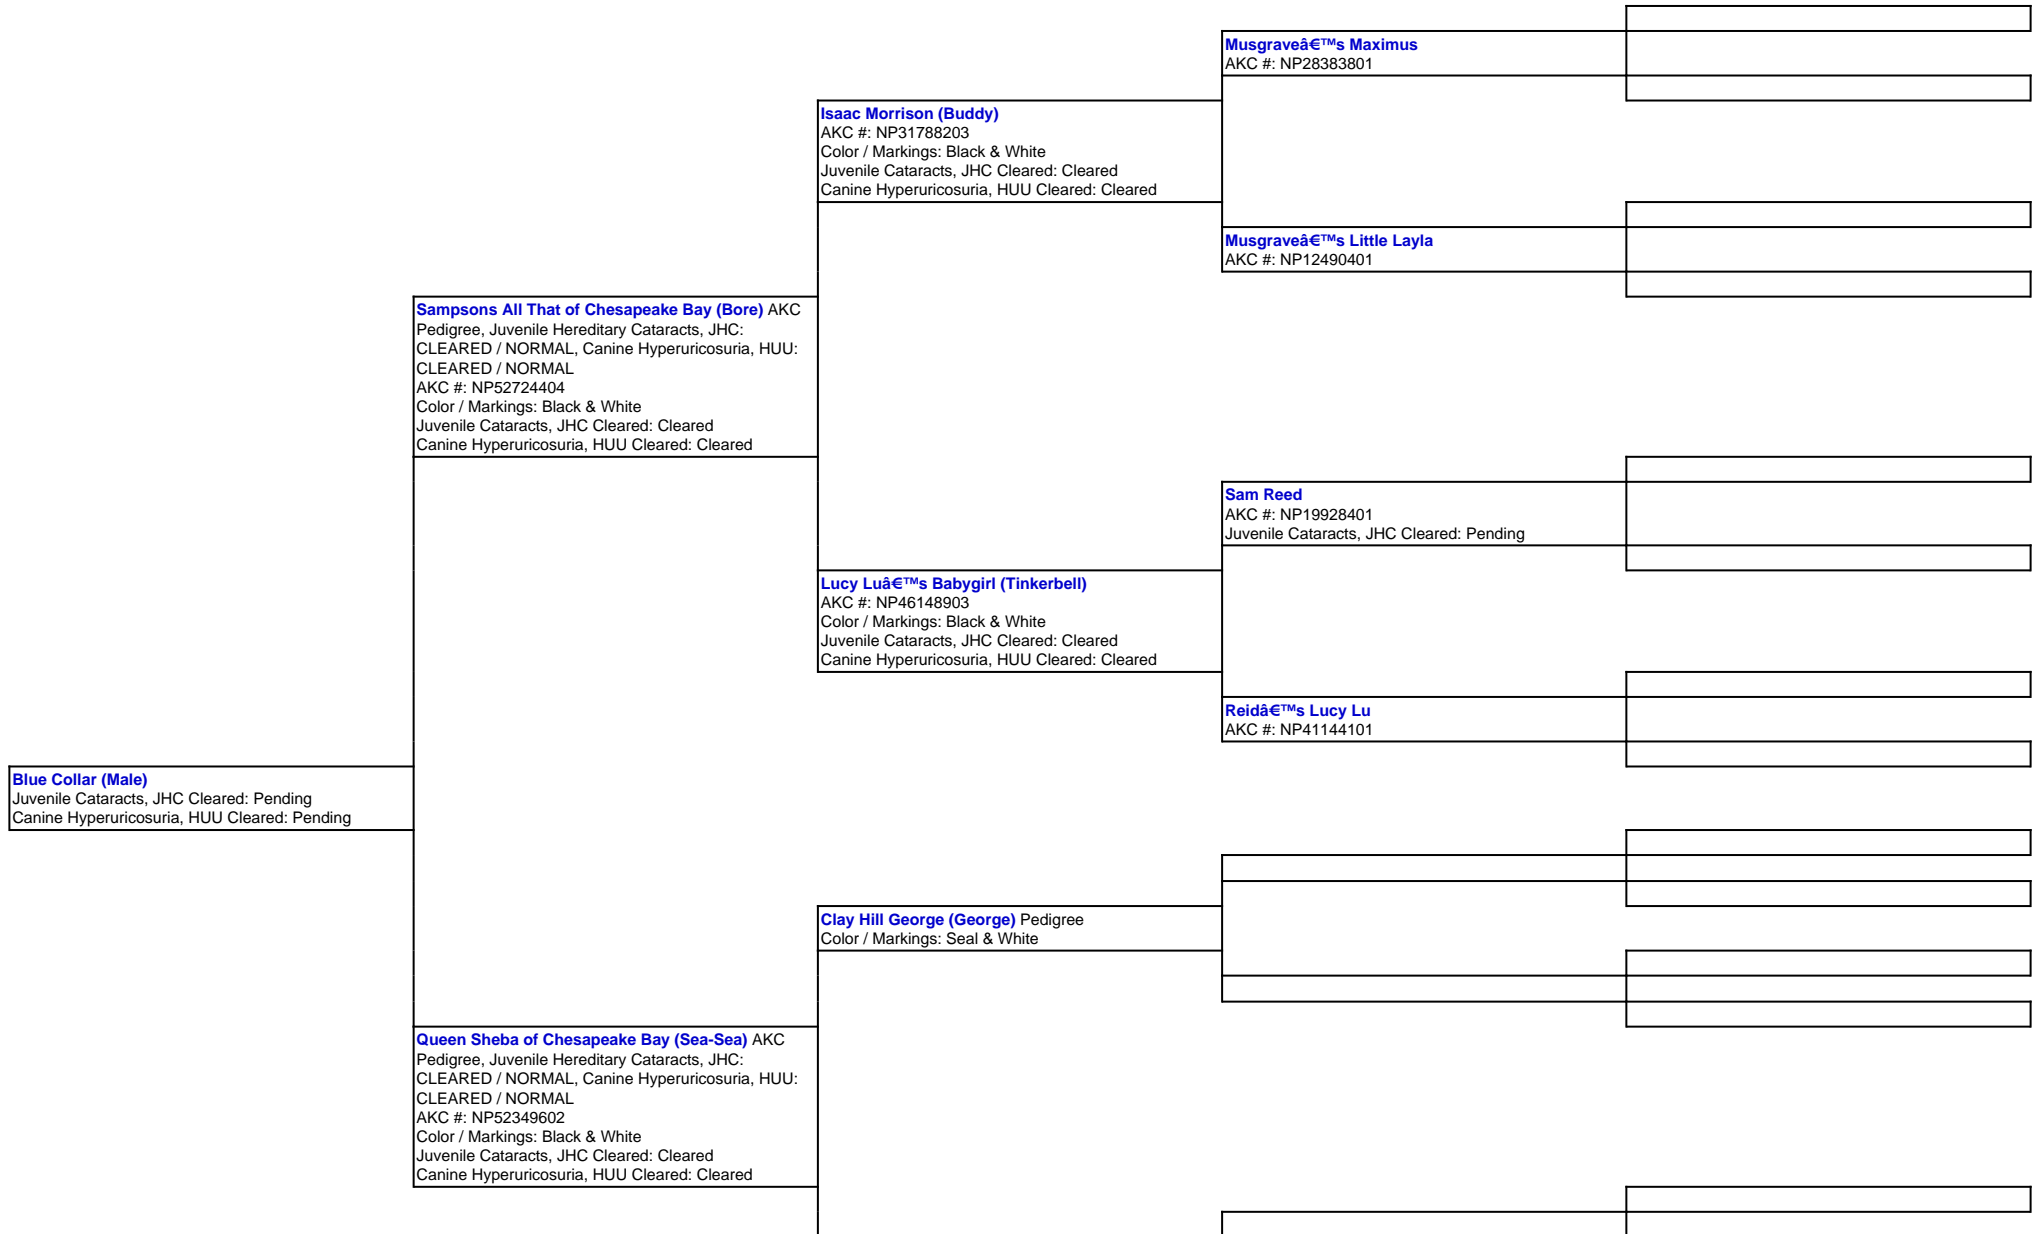 Musgraveâ€™s Maximus
AKC #: NP28383801
Isaac Morrison (Buddy)
AKC #: NP31788203
Color / Markings: Black & White
Juvenile Cataracts, JHC Cleared: Cleared
Canine Hyperuricosuria, HUU Cleared: Cleared
Musgraveâ€™s Little Layla
AKC #: NP12490401
Sampsons All That of Chesapeake Bay (Bore) AKC
Pedigree, Juvenile Hereditary Cataracts, JHC:
CLEARED / NORMAL, Canine Hyperuricosuria, HUU:
CLEARED / NORMAL
AKC #: NP52724404
Color / Markings: Black & White
Juvenile Cataracts, JHC Cleared: Cleared
Canine Hyperuricosuria, HUU Cleared: Cleared
Sam Reed
AKC #: NP19928401
Juvenile Cataracts, JHC Cleared: Pending
Lucy Luâ€™s Babygirl (Tinkerbell)
AKC #: NP46148903
Color / Markings: Black & White
Juvenile Cataracts, JHC Cleared: Cleared
Canine Hyperuricosuria, HUU Cleared: Cleared
Reidâ€™s Lucy Lu
AKC #: NP41144101
Blue Collar (Male)
Juvenile Cataracts, JHC Cleared: Pending
Canine Hyperuricosuria, HUU Cleared: Pending
Clay Hill George (George) Pedigree
Color / Markings: Seal & White
Queen Sheba of Chesapeake Bay (Sea-Sea) AKC
Pedigree, Juvenile Hereditary Cataracts, JHC:
CLEARED / NORMAL, Canine Hyperuricosuria, HUU:
CLEARED / NORMAL
AKC #: NP52349602
Color / Markings: Black & White
Juvenile Cataracts, JHC Cleared: Cleared
Canine Hyperuricosuria, HUU Cleared: Cleared